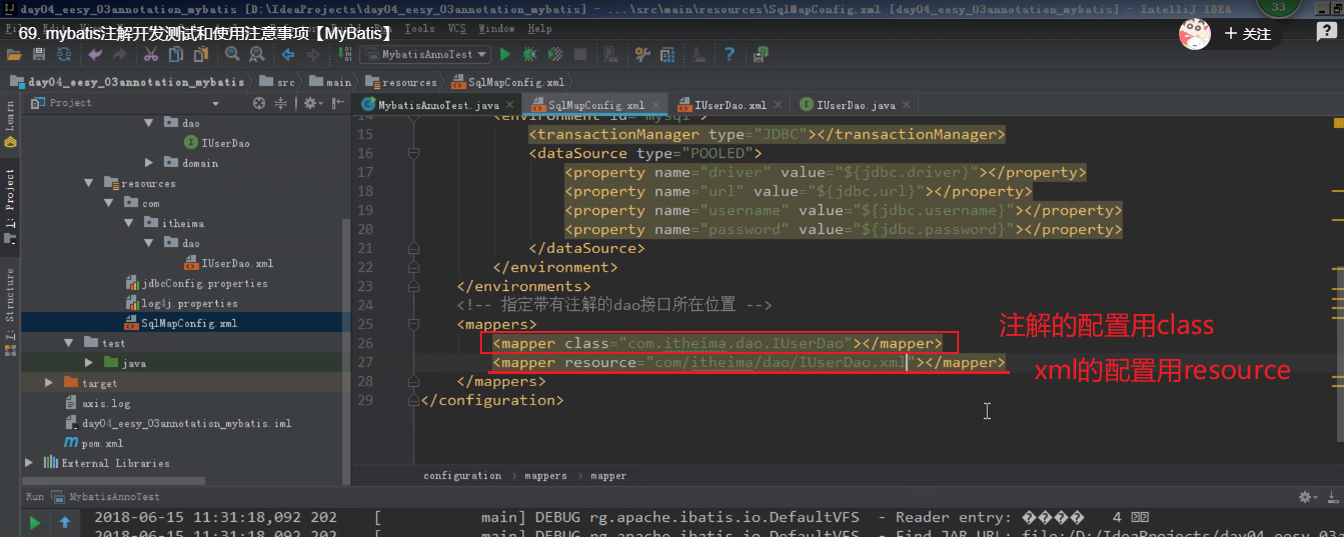 day04_eesy_03annotation_mybatis [D:\IdeaProjects\day04_eesy_03annotation_mybatis] - ...\src\main\resources\SqlMapConfig.xml [day04_eesy_03annotation_mybatis] - IntelliJ IDEA
33
69. mybatis注解开发测试和使用注意事项【MyBatis】
Tools VCS Window Help
+ 关注
?
MybatisAnnoTest
day04_eesy_03annotation_mybatis src main resources SqlMapConfig.xml
Learn
1: Project
Z: Structure
Project
MybatisAnnoTest.java SqlMapConfig.xml IUserDao.xml IUserDao.java
dao
IUserDao
domain
resources
com
itheima
dao
IUserDao.xml
jdbcConfig.properties
log4j.properties
SqlMapConfig.xml
test
java
target
axis.log
day04_eesy_03annotation_mybatis.iml
pom.xml
External Libraries
14 <environment id="mysql">
15 <transactionManager type="JDBC"></transactionManager>
16 <dataSource type="POOLED">
17 <property name="driver" value="${jdbc.driver}"></property>
18 <property name="url" value="${jdbc.url}"></property>
19 <property name="username" value="${jdbc.username}"></property>
20 <property name="password" value="${jdbc.password}"></property>
21 </dataSource>
22 </environment>
23 </environments>
24 <!-- 指定带有注解的dao接口所在位置 -->
25 <mappers>
26 <mapper class="com.itheima.dao.IUserDao"></mapper>
27 <mapper resource="com/itheima/dao/IUserDao.xml"></mapper>
28 </mappers>
29 </configuration>
注解的配置用class
xml的配置用resource
configuration › mappers › mapper
Run MybatisAnnoTest
2018-06-15 11:31:18,092 202 [ main] DEBUG rg.apache.ibatis.io.DefaultVFS - Reader entry: ���� 4
2018-06-15 11:31:18,092 202 [ main] DEBUG rg.apache.ibatis.io.DefaultVFS - Find JAR URL: file:/D:/IdeaProjects/day04_eesy_03